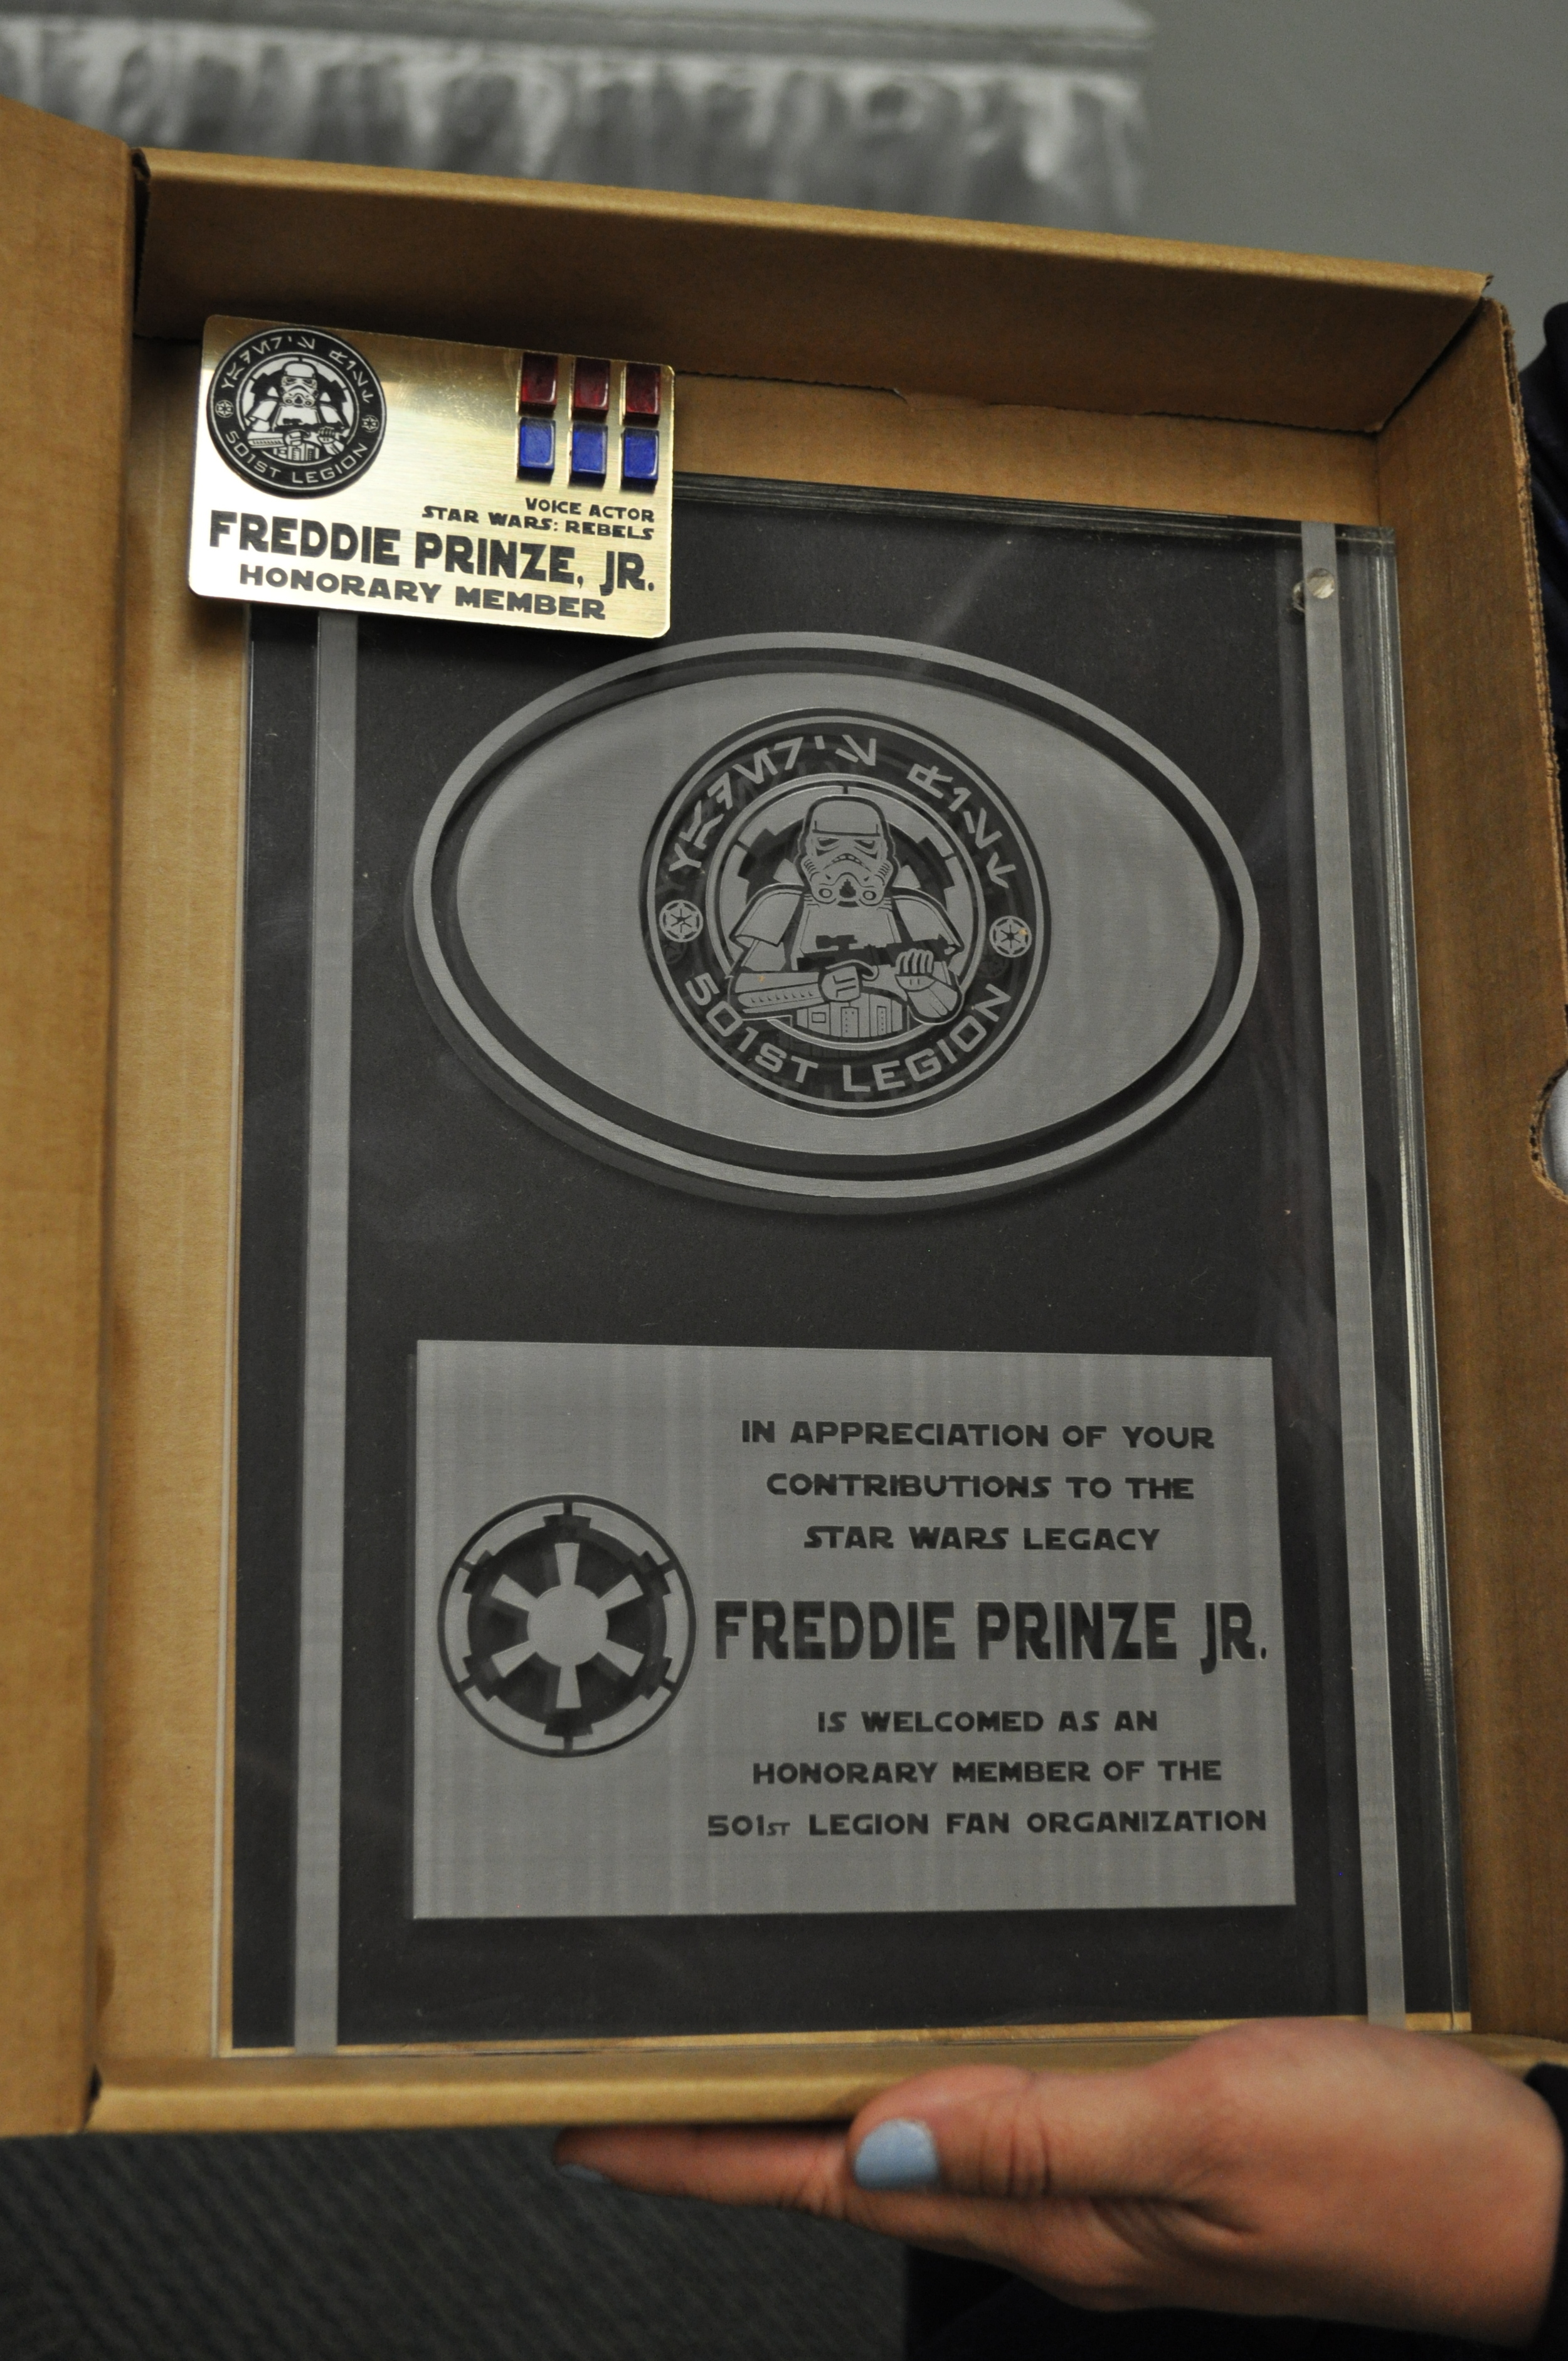 501ST LEGION
VOICE ACTOR
STAR WARS: REBELS
FREDDIE PRINZE, JR.
HONORARY MEMBER
501ST LEGION
IN APPRECIATION OF YOUR
CONTRIBUTIONS TO THE
STAR WARS LEGACY
FREDDIE PRINZE JR.
IS WELCOMED AS AN
HONORARY MEMBER OF THE
501ST LEGION FAN ORGANIZATION